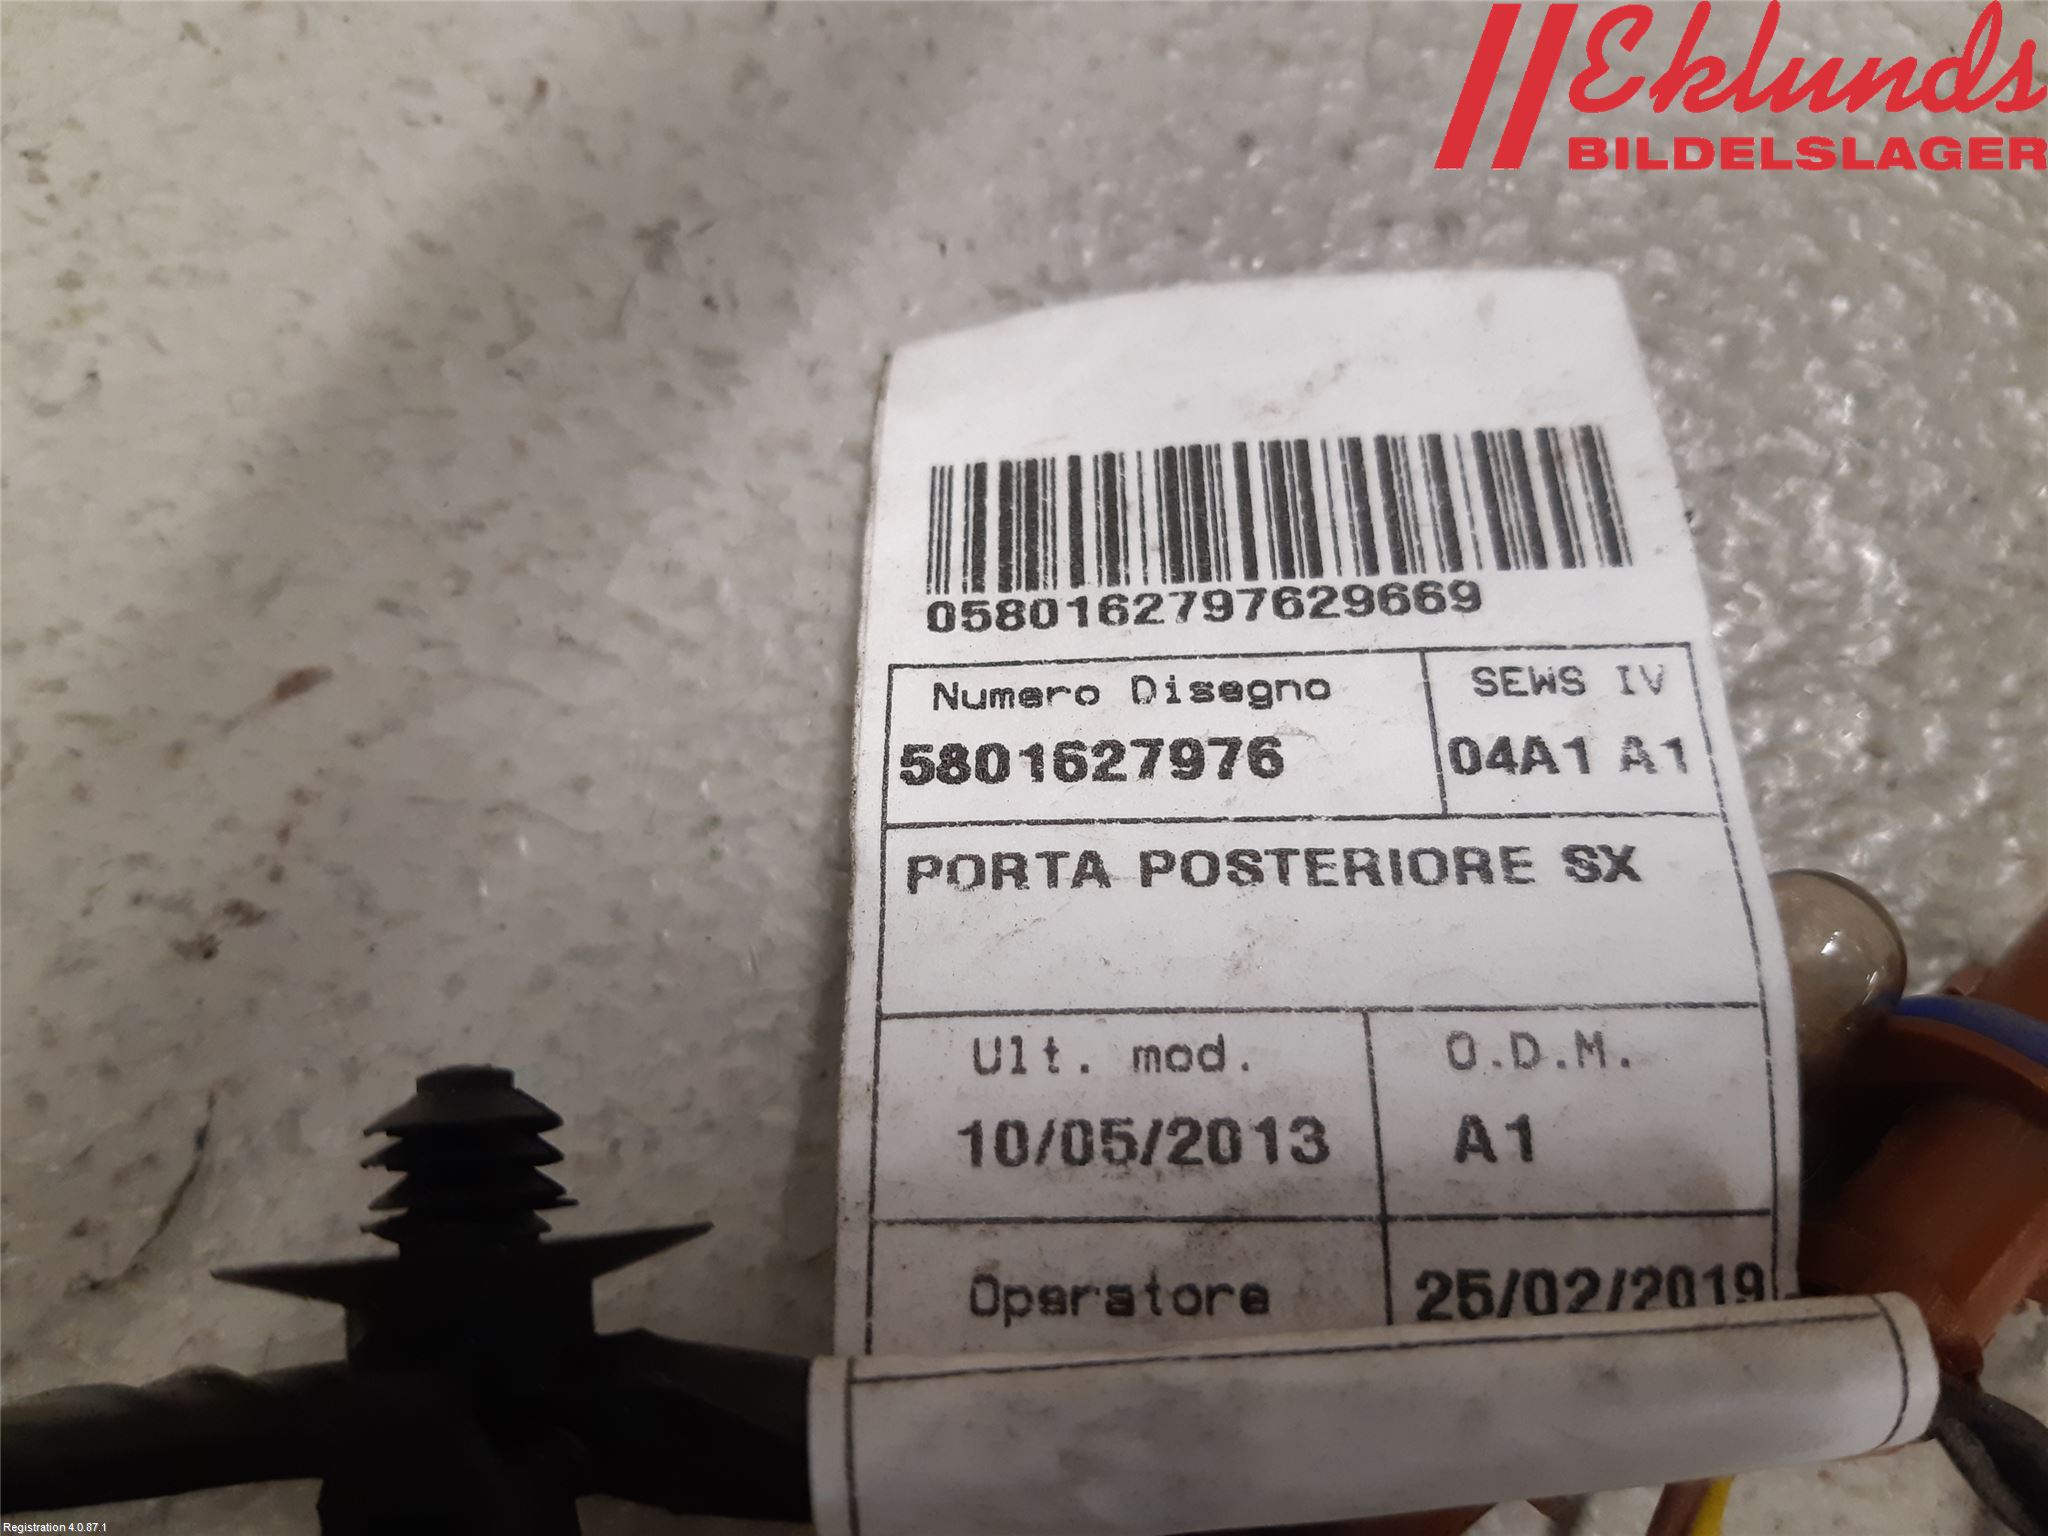 Eklunds
BILDELSLAGER
0580162797629669
Numero Disegno
SEWS IV
5801627976
04A1 A1
PORTA POSTERIORE SX
Ult. mod.
O.D.M.
10/05/2013
A1
Operatore
25/02/2019
Registration 4.0.87.1